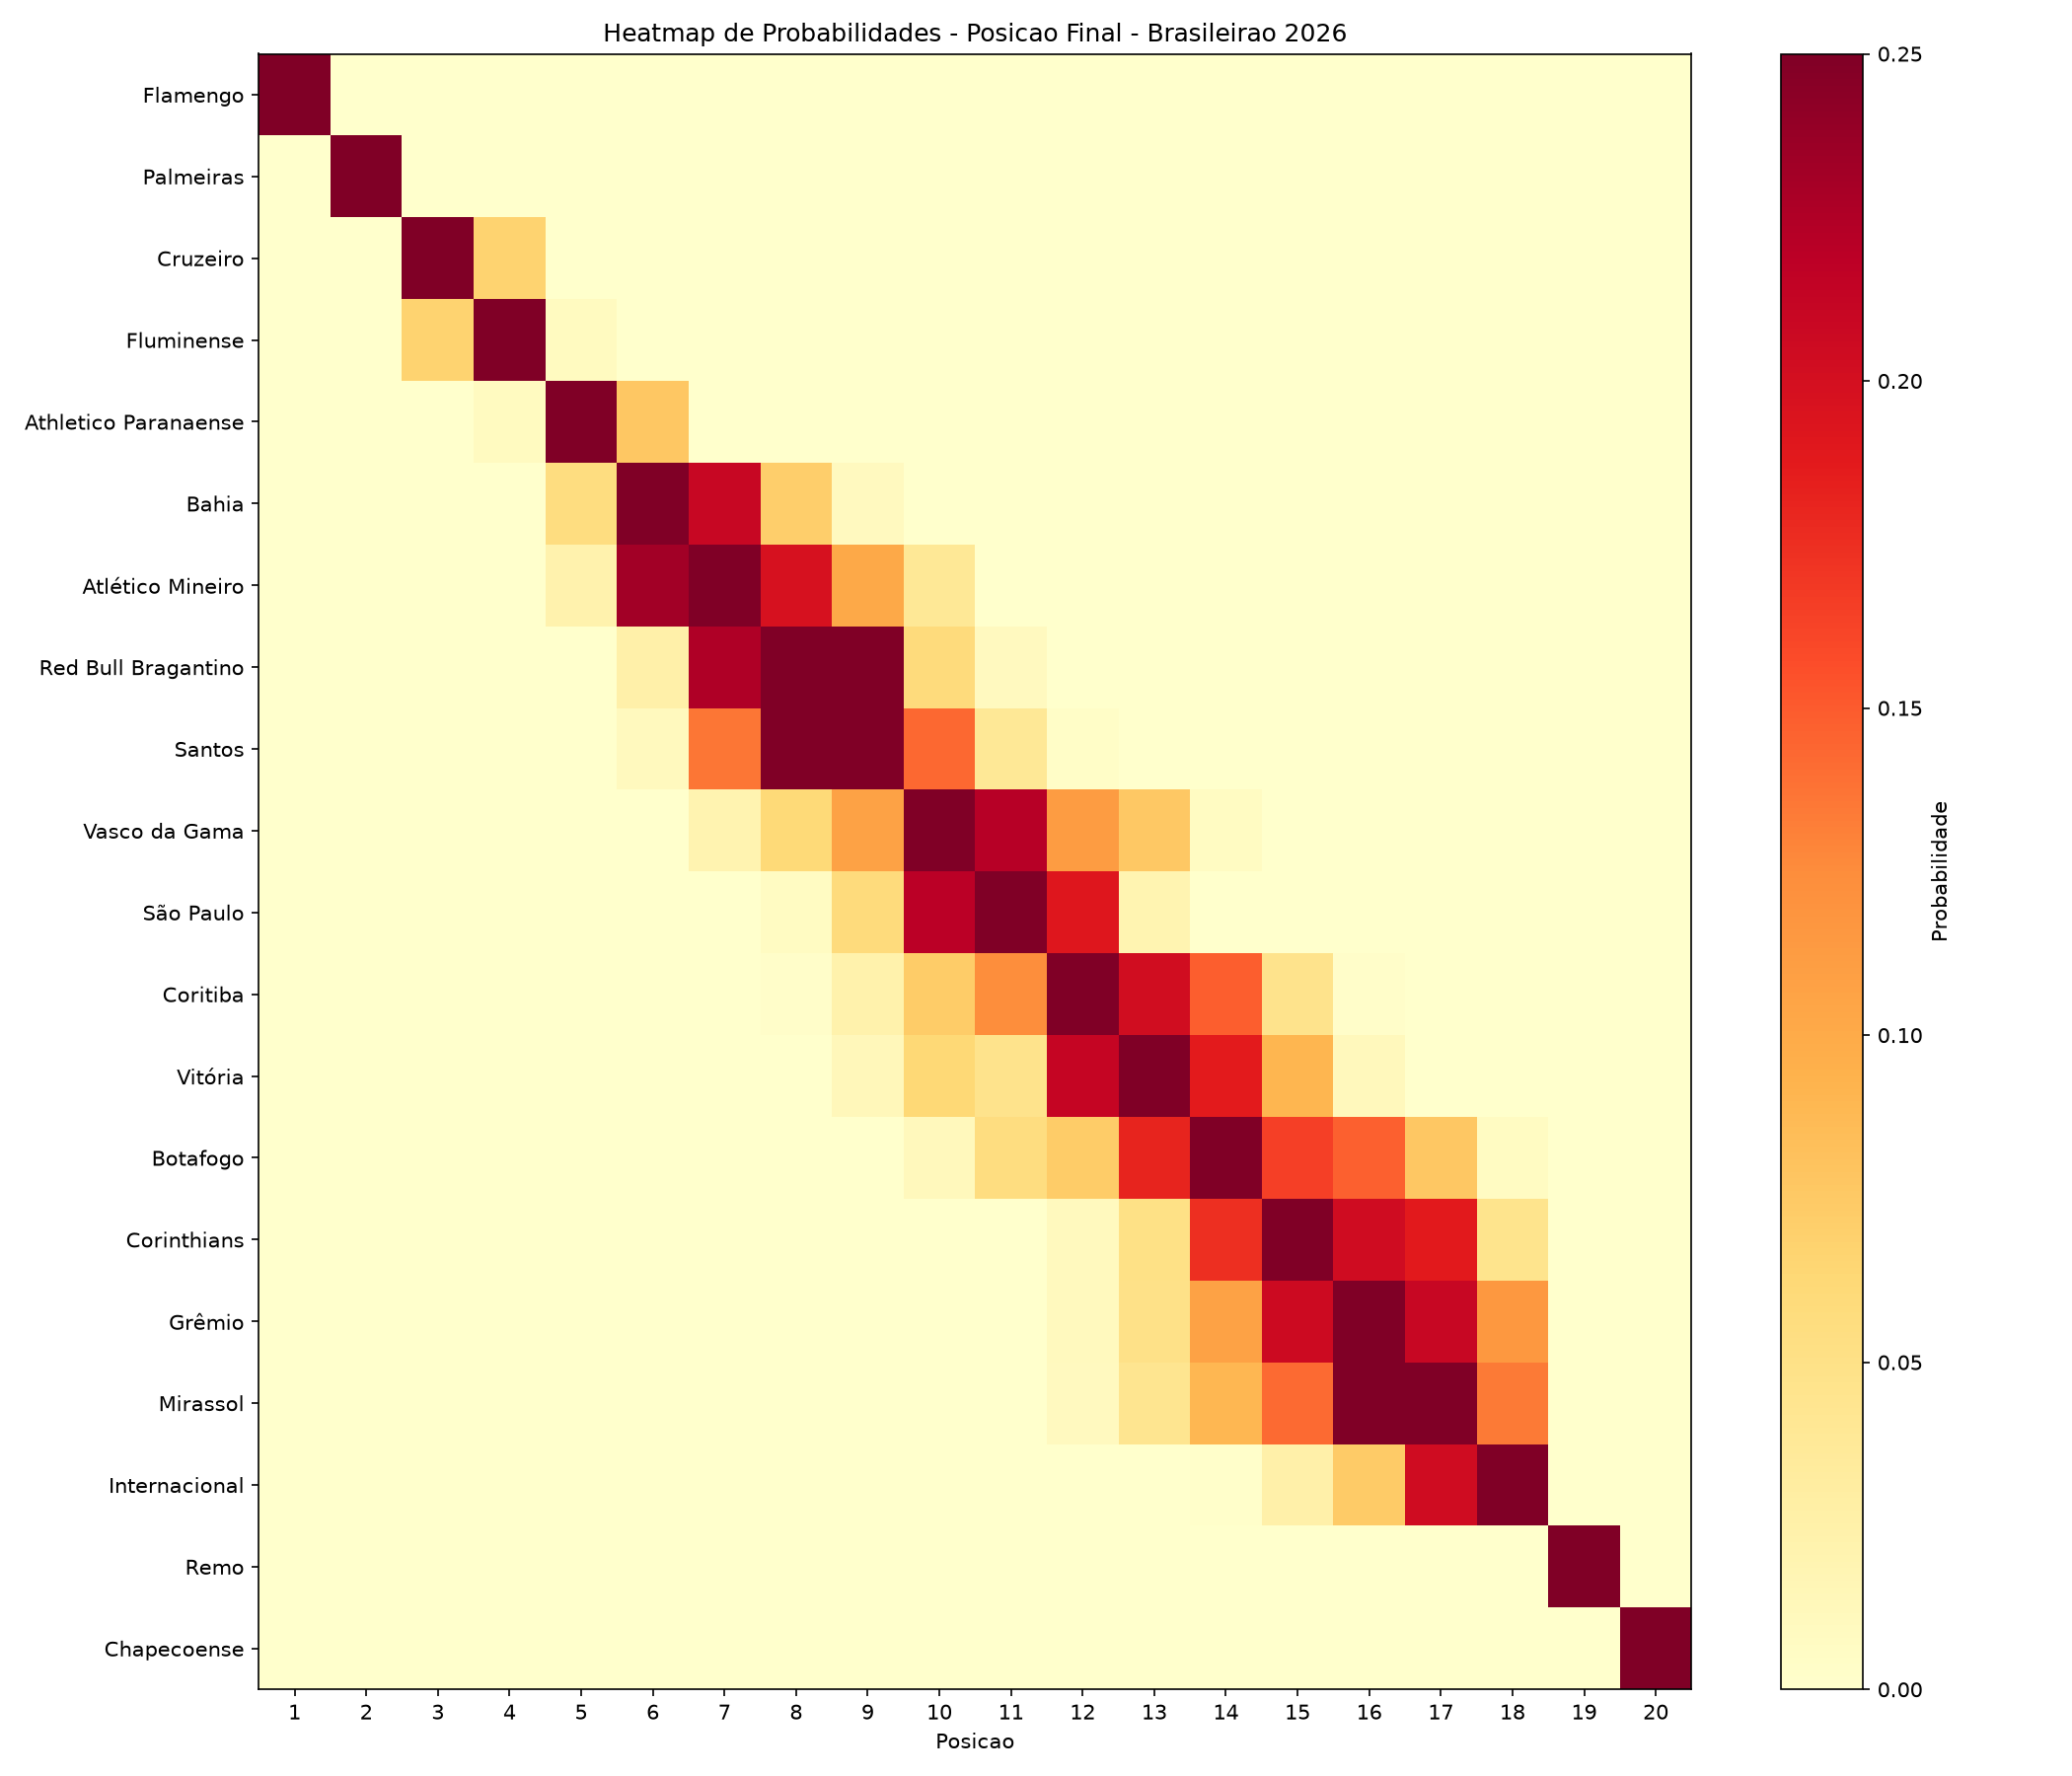 Heatmap de Probabilidades - Posicao Final - Brasileirao 2026
Flamengo
Palmeiras
Cruzeiro
Fluminense
Athletico Paranaense
Bahia
Atlético Mineiro
Red Bull Bragantino
Santos
Vasco da Gama
São Paulo
Coritiba
Vitória
Botafogo
Corinthians
Grêmio
Mirassol
Internacional
Remo
Chapecoense
1 2 3 4 5 6 7 8 9 10 11 12 13 14 15 16 17 18 19 20
Posicao
0.25
0.20
0.15
0.10
0.05
0.00
Probabilidade